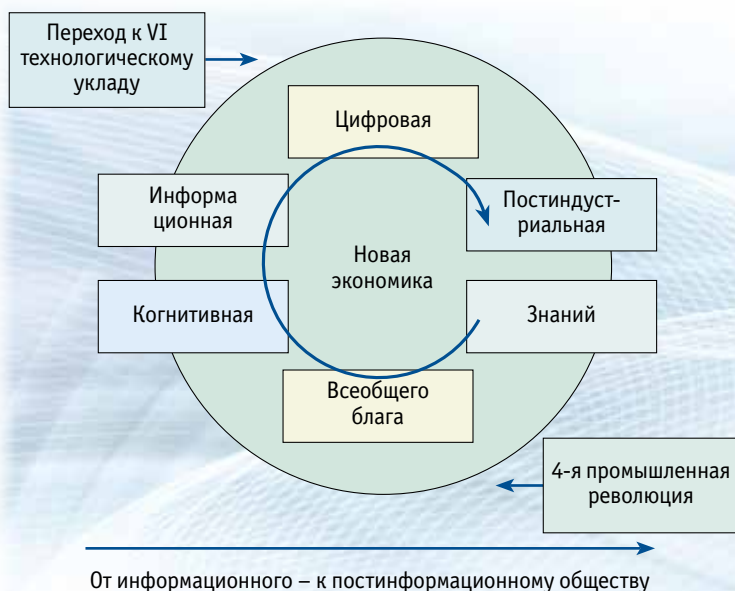 Переход к VI
технологическому
укладу
Цифровая
Информа
ционная
Постиндуст-
риальная
Новая
экономика
Когнитивная
Знаний
Всеобщего
блага
4-я промышленная
революция
От информационного – к постинформационному обществу